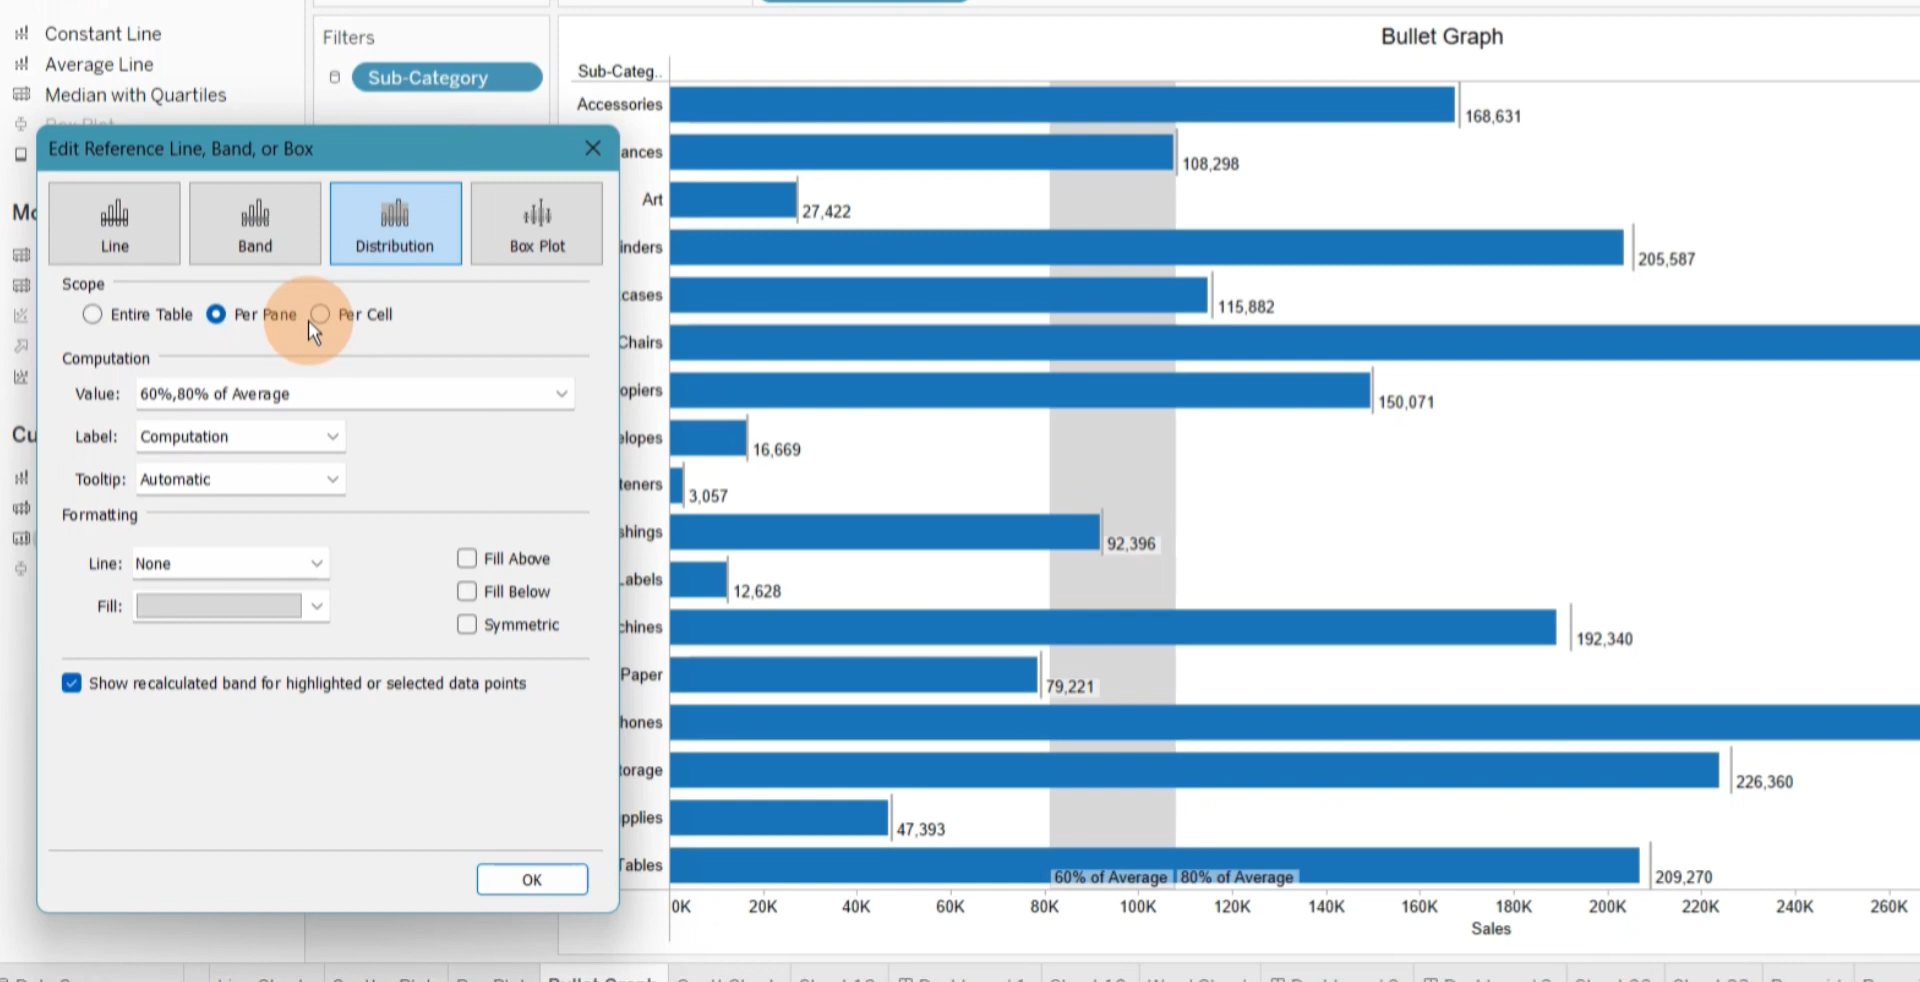 Constant Line
Average Line
Median with Quartiles
Filters
Sub-Category
Edit Reference Line, Band, or Box
Line
Band
Distribution
Box Plot
Scope
Entire Table
Per Pane
Per Cell
Computation
Value: 60%,80% of Average
Label: Computation
Tooltip: Automatic
Formatting
Line: None
Fill:
Fill Above
Fill Below
Symmetric
Show recalculated band for highlighted or selected data points
OK
Mo
Cu
Bullet Graph
Sub-Categ..
Accessories 168,631
ances 108,298
Art 27,422
inders 205,587
cases 115,882
Chairs
opiers 150,071
elopes 16,669
teners 3,057
shings 92,396
Labels 12,628
chines 192,340
Paper 79,221
hones
torage 226,360
pplies 47,393
Tables 209,270
60% of Average 80% of Average
0K 20K 40K 60K 80K 100K 120K 140K 160K 180K 200K 220K 240K 260K
Sales